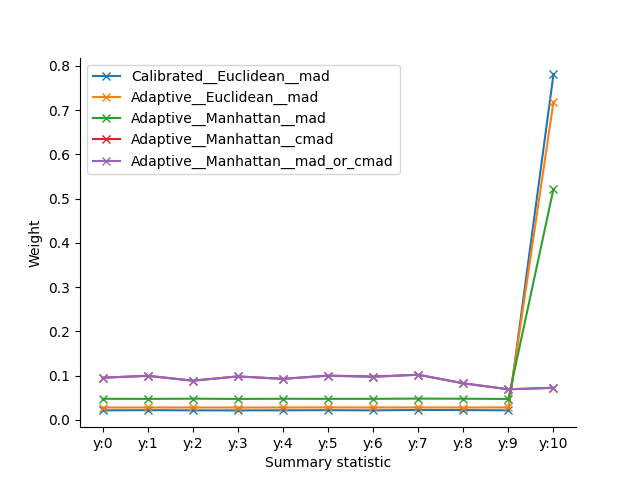 Calibrated__Euclidean__mad
Adaptive__Euclidean__mad
Adaptive__Manhattan__mad
Adaptive__Manhattan__cmad
Adaptive__Manhattan__mad_or_cmad
0.8
0.7
0.6
0.5
0.4
0.3
0.2
0.1
0.0
Weight
y:0 y:1 y:2 y:3 y:4 y:5 y:6 y:7 y:8 y:9 y:10
Summary statistic